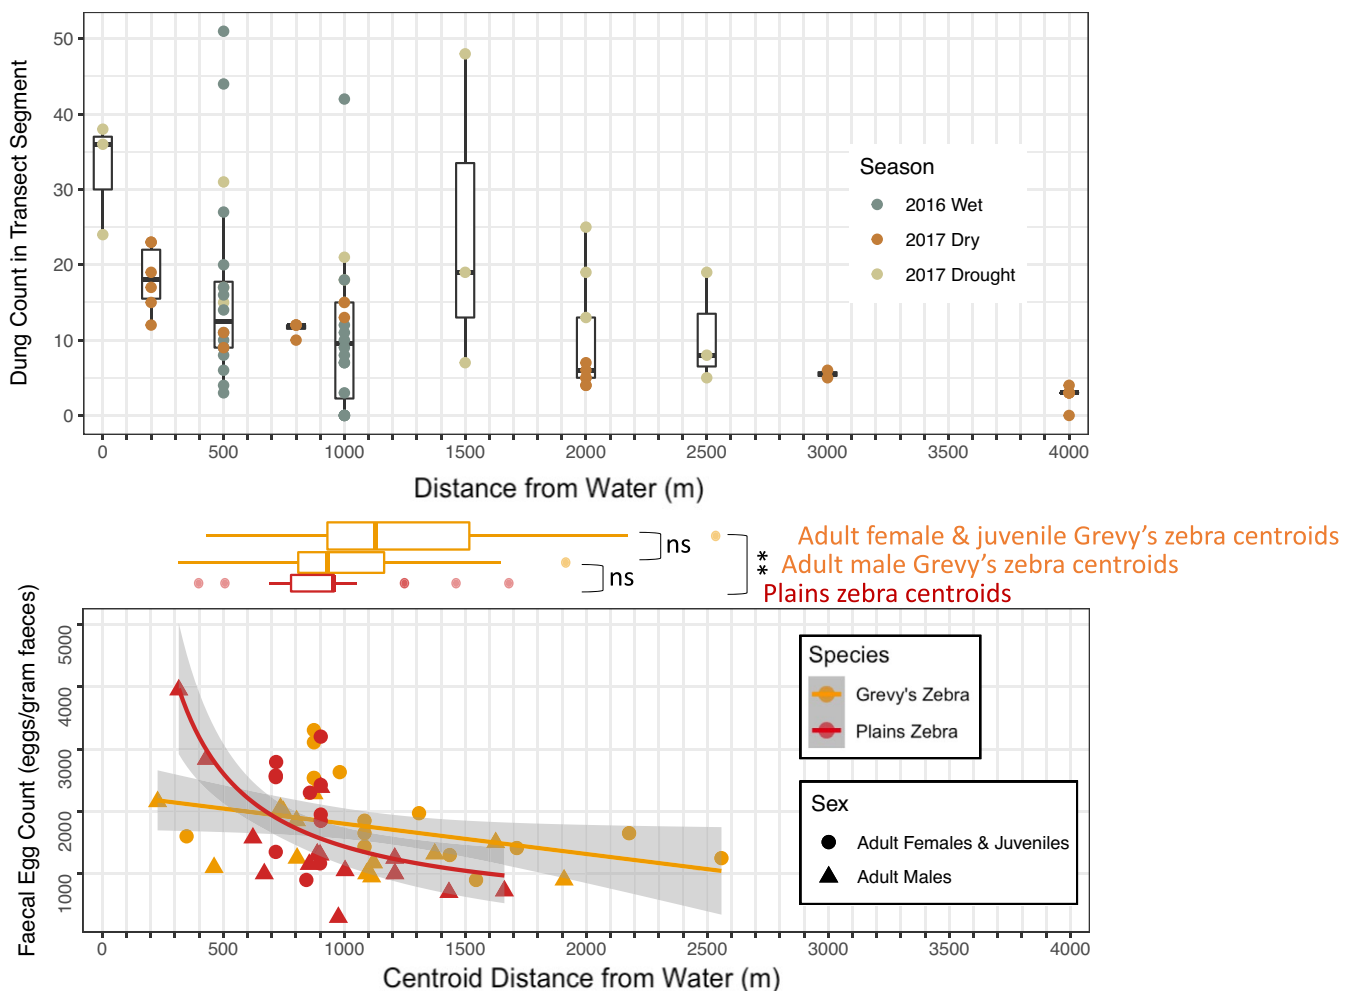 Dung Count in Transect Segment
50
40
30
20
10
0
Season
2016 Wet
2017 Dry
2017 Drought
0 500 1000 1500 2000 2500 3000 3500 4000
Distance from Water (m)
ns
ns
**
Adult female & juvenile Grevy's zebra centroids
Adult male Grevy's zebra centroids
Plains zebra centroids
Faecal Egg Count (eggs/gram faeces)
5000
4000
3000
2000
1000
Species
Grevy's Zebra
Plains Zebra
Sex
Adult Females & Juveniles
Adult Males
0 500 1000 1500 2000 2500 3000 3500 4000
Centroid Distance from Water (m)